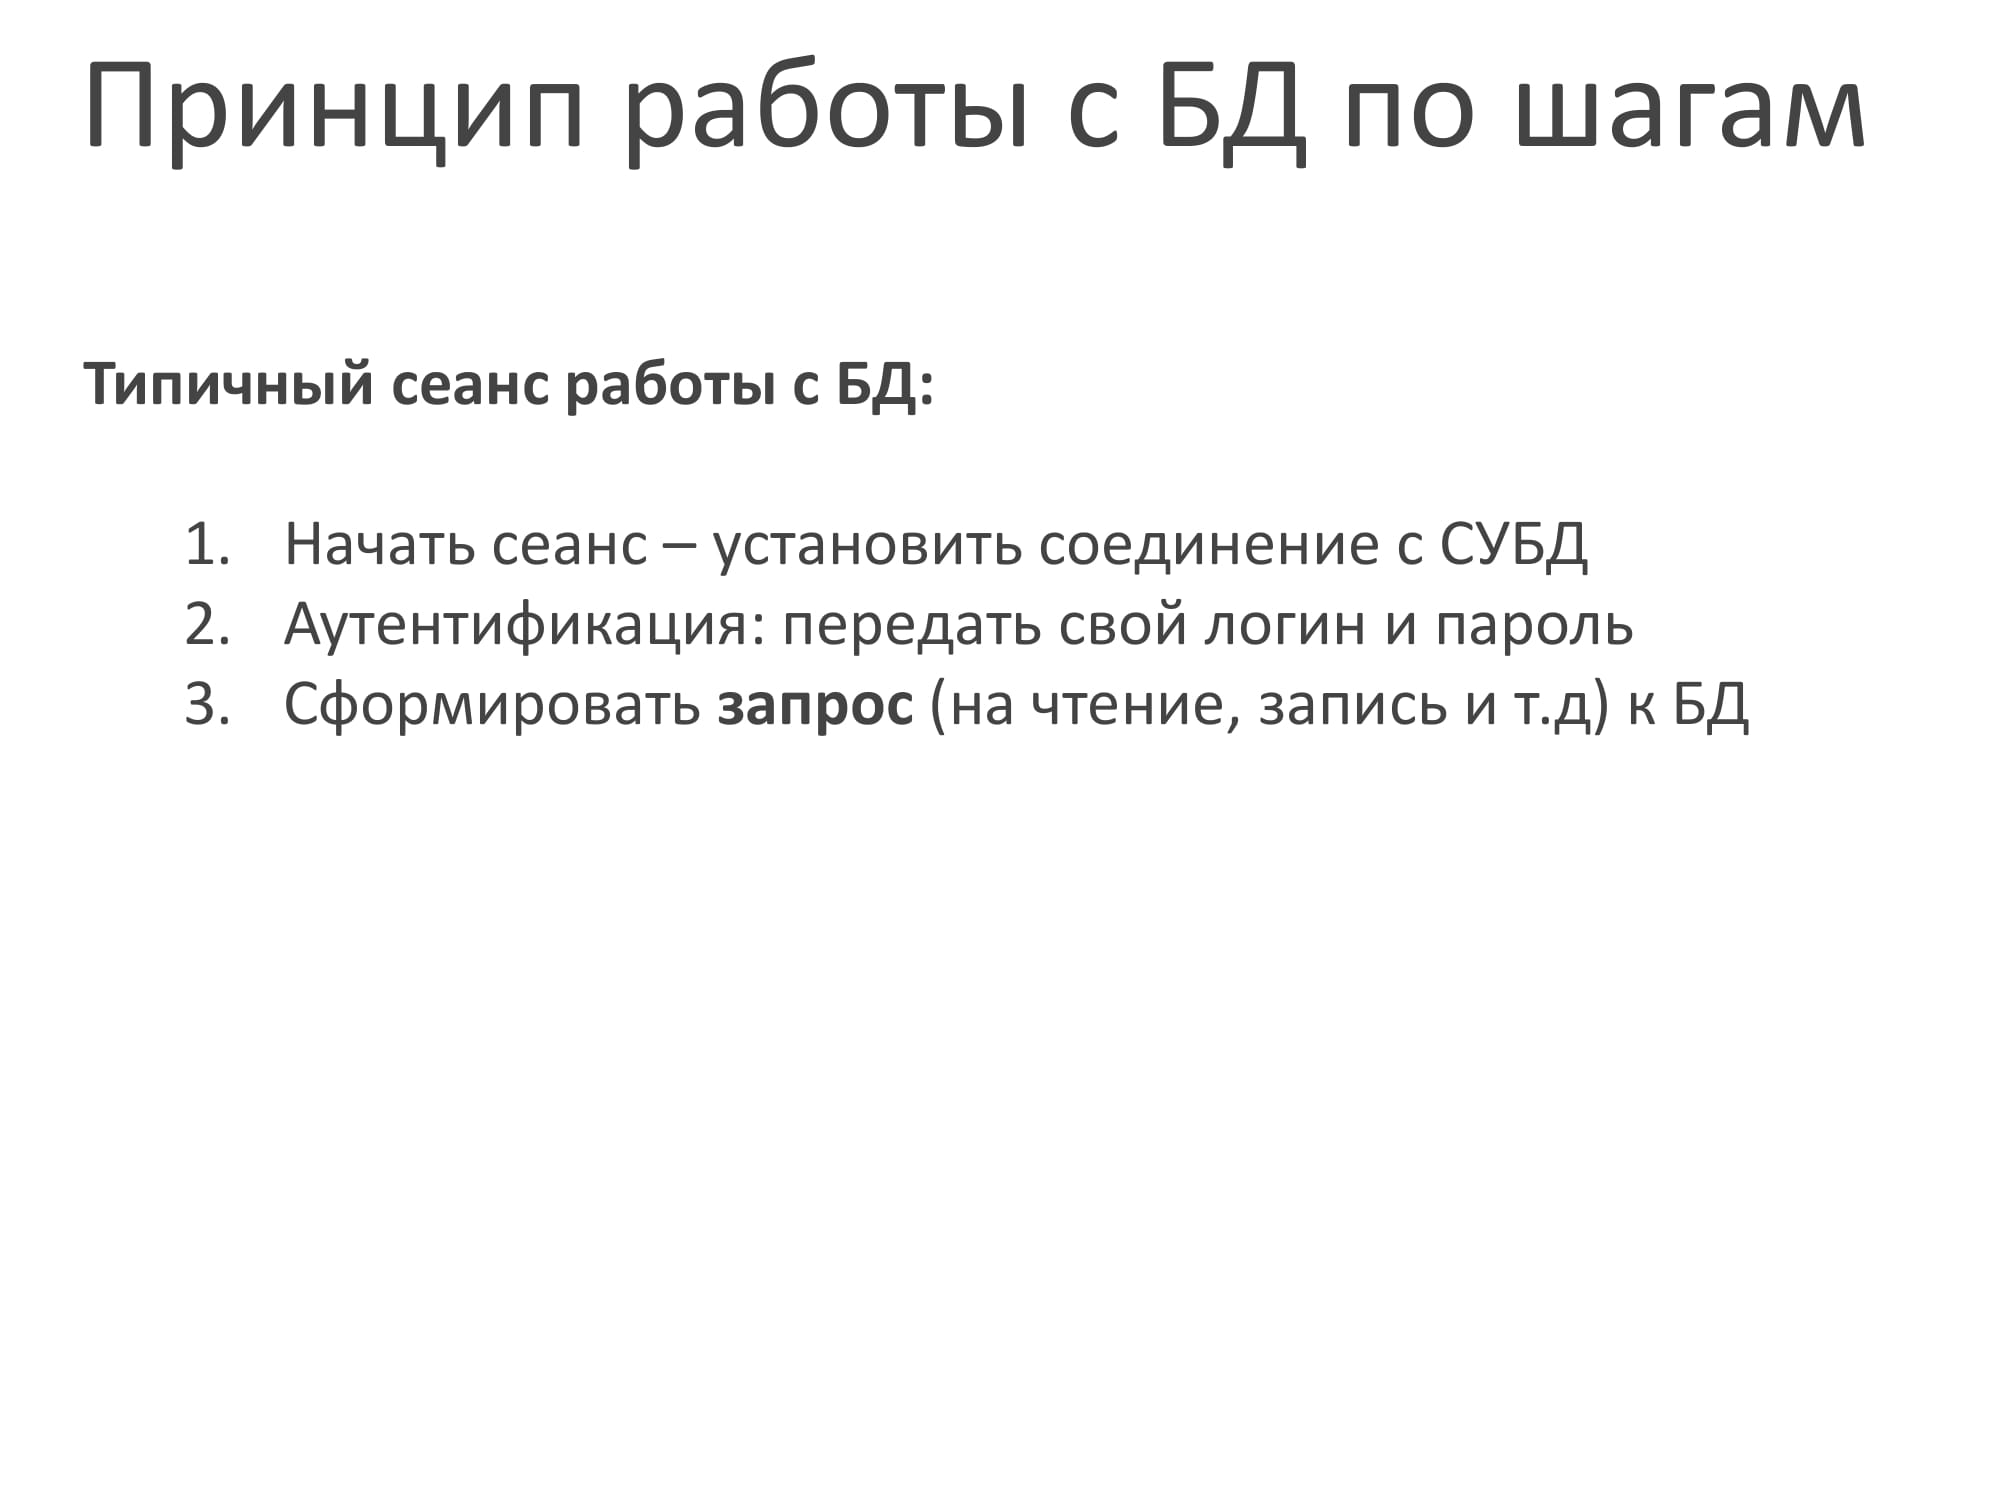 Принцип работы с БД по шагам
Типичный сеанс работы с БД:
1. Начать сеанс – установить соединение с СУБД
2. Аутентификация: передать свой логин и пароль
3. Сформировать запрос (на чтение, запись и т.д) к БД